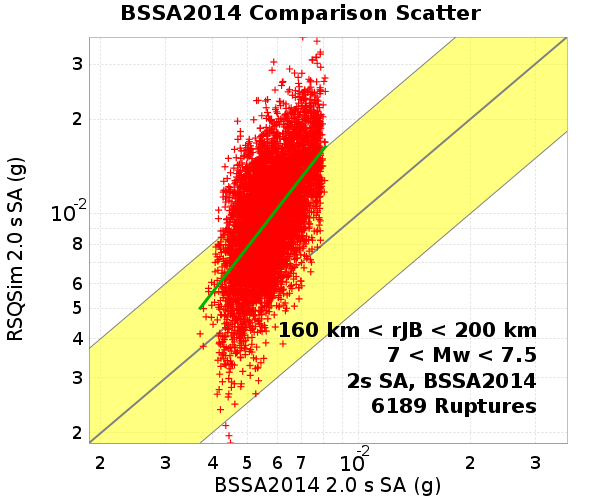 BSSA2014 Comparison Scatter
RSQSim 2.0 s SA (g)
3
2
10-2
8
6
5
4
3
2
160 km < rJB < 200 km
7 < Mw < 7.5
2s SA, BSSA2014
6189 Ruptures
2 3 4 5 6 7 10-2 2 3
BSSA2014 2.0 s SA (g)